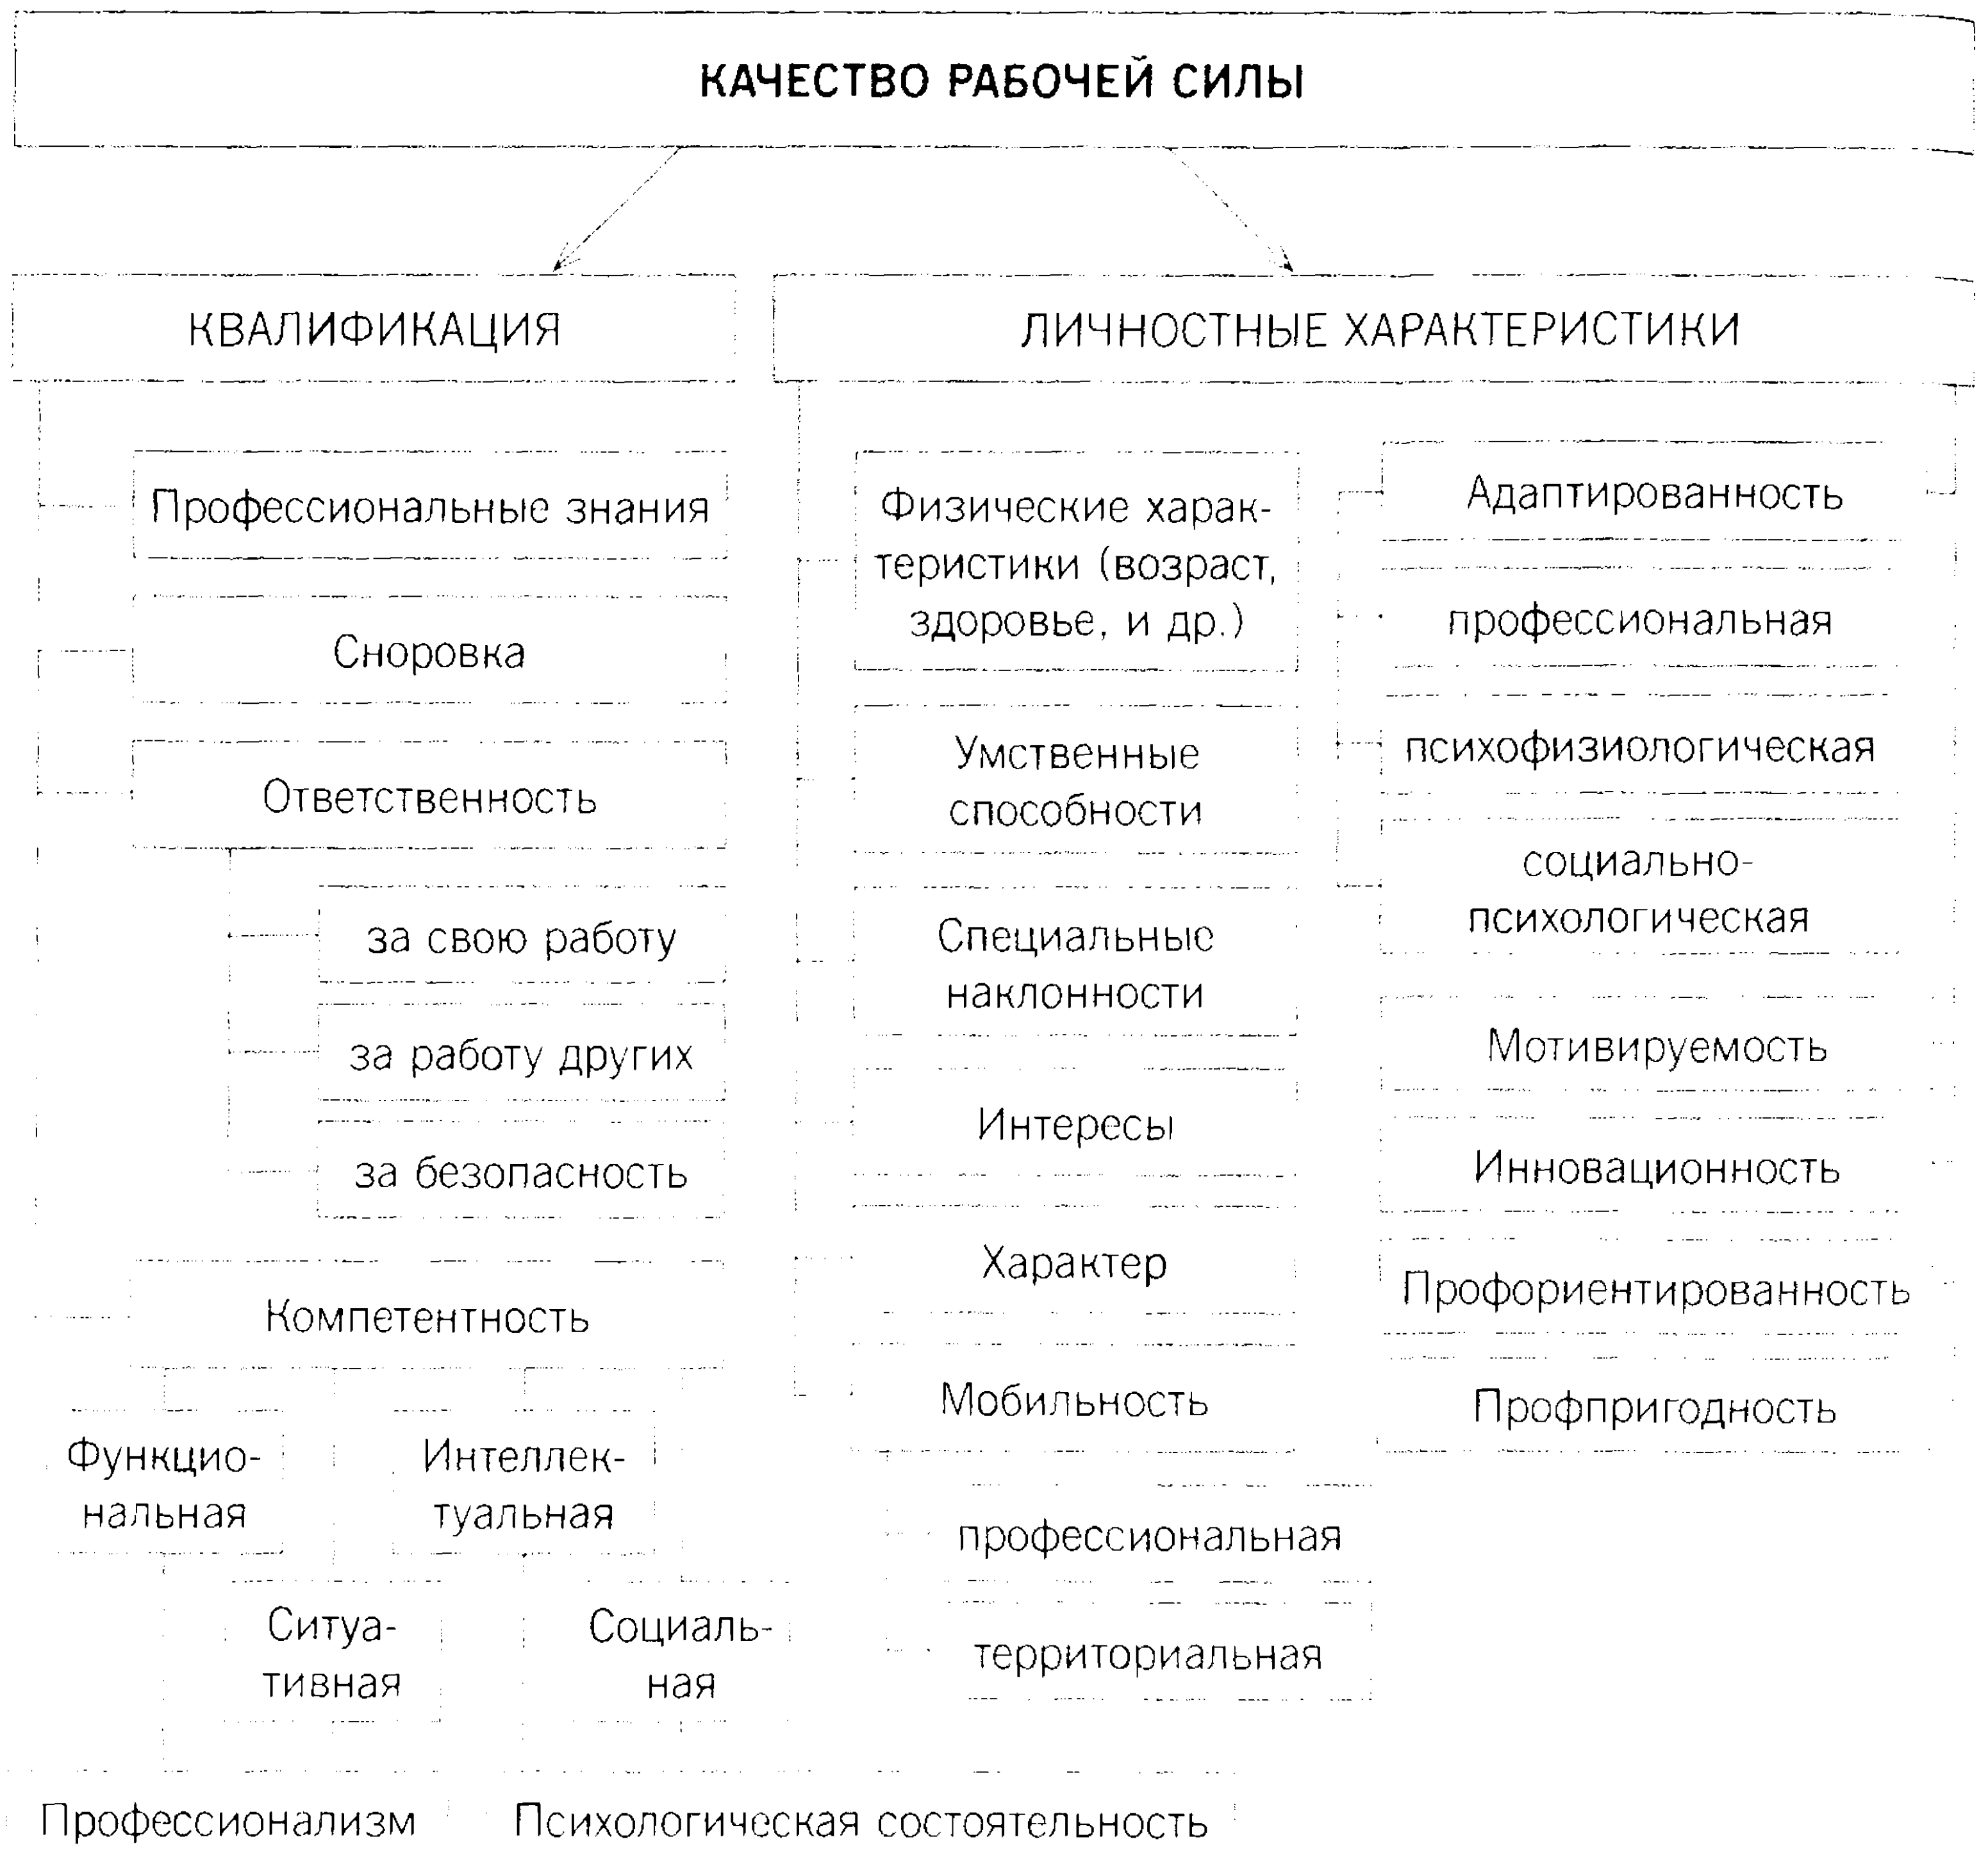 КАЧЕСТВО РАБОЧЕЙ СИЛЫ
КВАЛИФИКАЦИЯ
Профессиональные знания
Сноровка
Ответственность
за свою работу
за работу других
за безопасность
Компетентность
Функцио-
нальная
Интеллек-
туальная
Ситуа-
тивная
Социаль-
ная
Профессионализм
Психологическая состоятельность
ЛИЧНОСТНЫЕ ХАРАКТЕРИСТИКИ
Физические харак-
теристики (возраст,
здоровье, и др.)
Умственные
способности
Специальные
наклонности
Интересы
Характер
Мобильность
профессиональная
территориальная
Адаптированность
профессиональная
психофизиологическая
социально-
психологическая
Мотивируемость
Инновационность
Профориентированность
Профпригодность